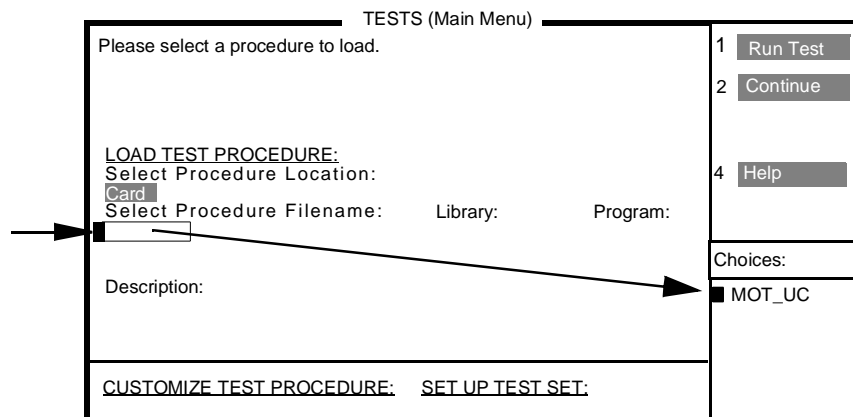 TESTS (Main Menu)
Please select a procedure to load.
1 Run Test
2 Continue
LOAD TEST PROCEDURE:
Select Procedure Location:
4 Help
Card
Select Procedure Filename: Library: Program:
Choices:
Description:
MOT_UC
CUSTOMIZE TEST PROCEDURE: SET UP TEST SET: